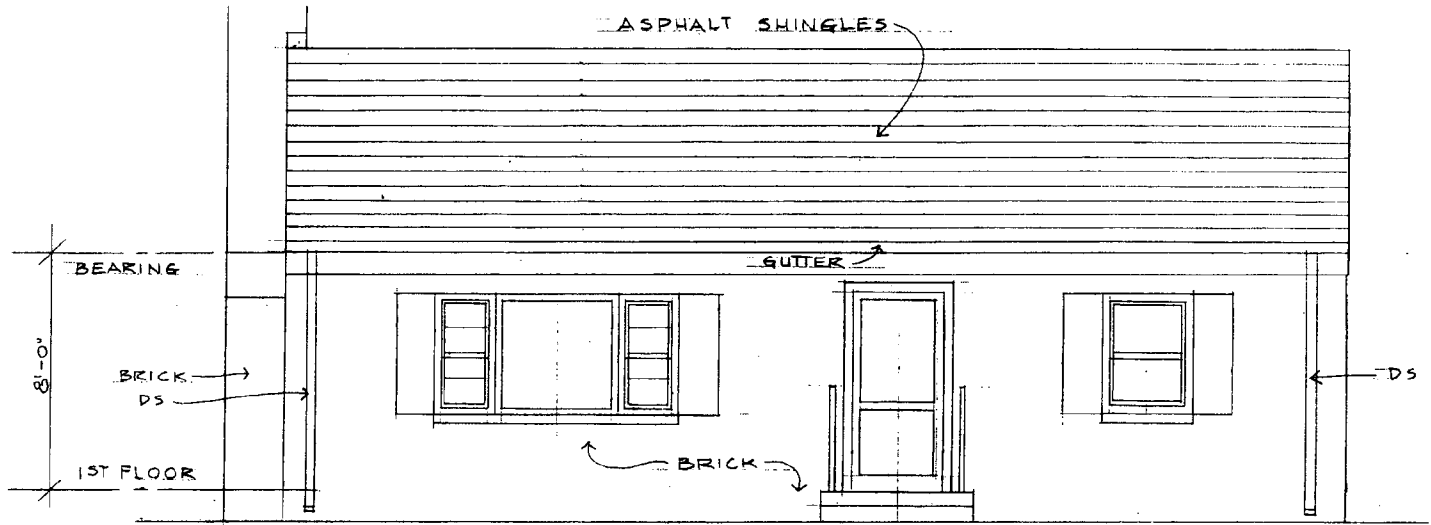 ASPHALT SHINGLES
BEARING
GUTTER
8'-0"
BRICK
DS
DS
1ST FLOOR
BRICK